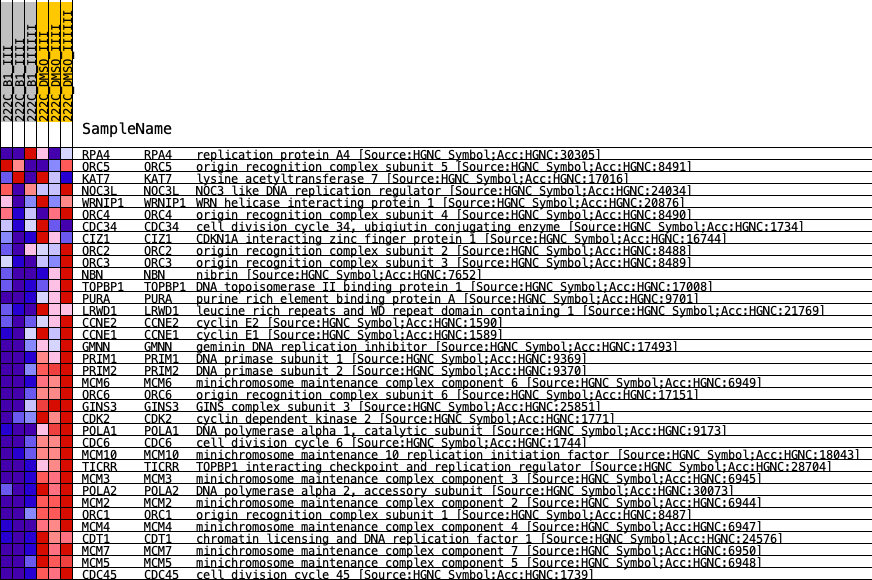 222C_B1_III
222C_B1_IIII
222C_B1_IIIIII
222C_DMSO_III
222C_DMSO_IIII
222C_DMSO_IIIIII
SampleName
RPA4 RPA4 replication protein A4 [Source:HGNC Symbol;Acc:HGNC:30305]
ORC5 ORC5 origin recognition complex subunit 5 [Source:HGNC Symbol;Acc:HGNC:8491]
KAT7 KAT7 lysine acetyltransferase 7 [Source:HGNC Symbol;Acc:HGNC:17016]
NOC3L NOC3L NOC3 like DNA replication regulator [Source:HGNC Symbol;Acc:HGNC:24034]
WRNIP1 WRNIP1 WRN helicase interacting protein 1 [Source:HGNC Symbol;Acc:HGNC:20876]
ORC4 ORC4 origin recognition complex subunit 4 [Source:HGNC Symbol;Acc:HGNC:8490]
CDC34 CDC34 cell division cycle 34, ubiqiutin conjugating enzyme [Source:HGNC Symbol;Acc:HGNC:1734]
CIZ1 CIZ1 CDKN1A interacting zinc finger protein 1 [Source:HGNC Symbol;Acc:HGNC:16744]
ORC2 ORC2 origin recognition complex subunit 2 [Source:HGNC Symbol;Acc:HGNC:8488]
ORC3 ORC3 origin recognition complex subunit 3 [Source:HGNC Symbol;Acc:HGNC:8489]
NBN NBN nibrin [Source:HGNC Symbol;Acc:HGNC:7652]
TOPBP1 TOPBP1 DNA topoisomerase II binding protein 1 [Source:HGNC Symbol;Acc:HGNC:17008]
PURA PURA purine rich element binding protein A [Source:HGNC Symbol;Acc:HGNC:9701]
LRWD1 LRWD1 leucine rich repeats and WD repeat domain containing 1 [Source:HGNC Symbol;Acc:HGNC:21769]
CCNE2 CCNE2 cyclin E2 [Source:HGNC Symbol;Acc:HGNC:1590]
CCNE1 CCNE1 cyclin E1 [Source:HGNC Symbol;Acc:HGNC:1589]
GMNN GMNN geminin DNA replication inhibitor [Source:HGNC Symbol;Acc:HGNC:17493]
PRIM1 PRIM1 DNA primase subunit 1 [Source:HGNC Symbol;Acc:HGNC:9369]
PRIM2 PRIM2 DNA primase subunit 2 [Source:HGNC Symbol;Acc:HGNC:9370]
MCM6 MCM6 minichromosome maintenance complex component 6 [Source:HGNC Symbol;Acc:HGNC:6949]
ORC6 ORC6 origin recognition complex subunit 6 [Source:HGNC Symbol;Acc:HGNC:17151]
GINS3 GINS3 GINS complex subunit 3 [Source:HGNC Symbol;Acc:HGNC:25851]
CDK2 CDK2 cyclin dependent kinase 2 [Source:HGNC Symbol;Acc:HGNC:1771]
POLA1 POLA1 DNA polymerase alpha 1, catalytic subunit [Source:HGNC Symbol;Acc:HGNC:9173]
CDC6 CDC6 cell division cycle 6 [Source:HGNC Symbol;Acc:HGNC:1744]
MCM10 MCM10 minichromosome maintenance 10 replication initiation factor [Source:HGNC Symbol;Acc:HGNC:18043]
TICRR TICRR TOPBP1 interacting checkpoint and replication regulator [Source:HGNC Symbol;Acc:HGNC:28704]
MCM3 MCM3 minichromosome maintenance complex component 3 [Source:HGNC Symbol;Acc:HGNC:6945]
POLA2 POLA2 DNA polymerase alpha 2, accessory subunit [Source:HGNC Symbol;Acc:HGNC:30073]
MCM2 MCM2 minichromosome maintenance complex component 2 [Source:HGNC Symbol;Acc:HGNC:6944]
ORC1 ORC1 origin recognition complex subunit 1 [Source:HGNC Symbol;Acc:HGNC:8487]
MCM4 MCM4 minichromosome maintenance complex component 4 [Source:HGNC Symbol;Acc:HGNC:6947]
CDT1 CDT1 chromatin licensing and DNA replication factor 1 [Source:HGNC Symbol;Acc:HGNC:24576]
MCM7 MCM7 minichromosome maintenance complex component 7 [Source:HGNC Symbol;Acc:HGNC:6950]
MCM5 MCM5 minichromosome maintenance complex component 5 [Source:HGNC Symbol;Acc:HGNC:6948]
CDC45 CDC45 cell division cycle 45 [Source:HGNC Symbol;Acc:HGNC:1739]